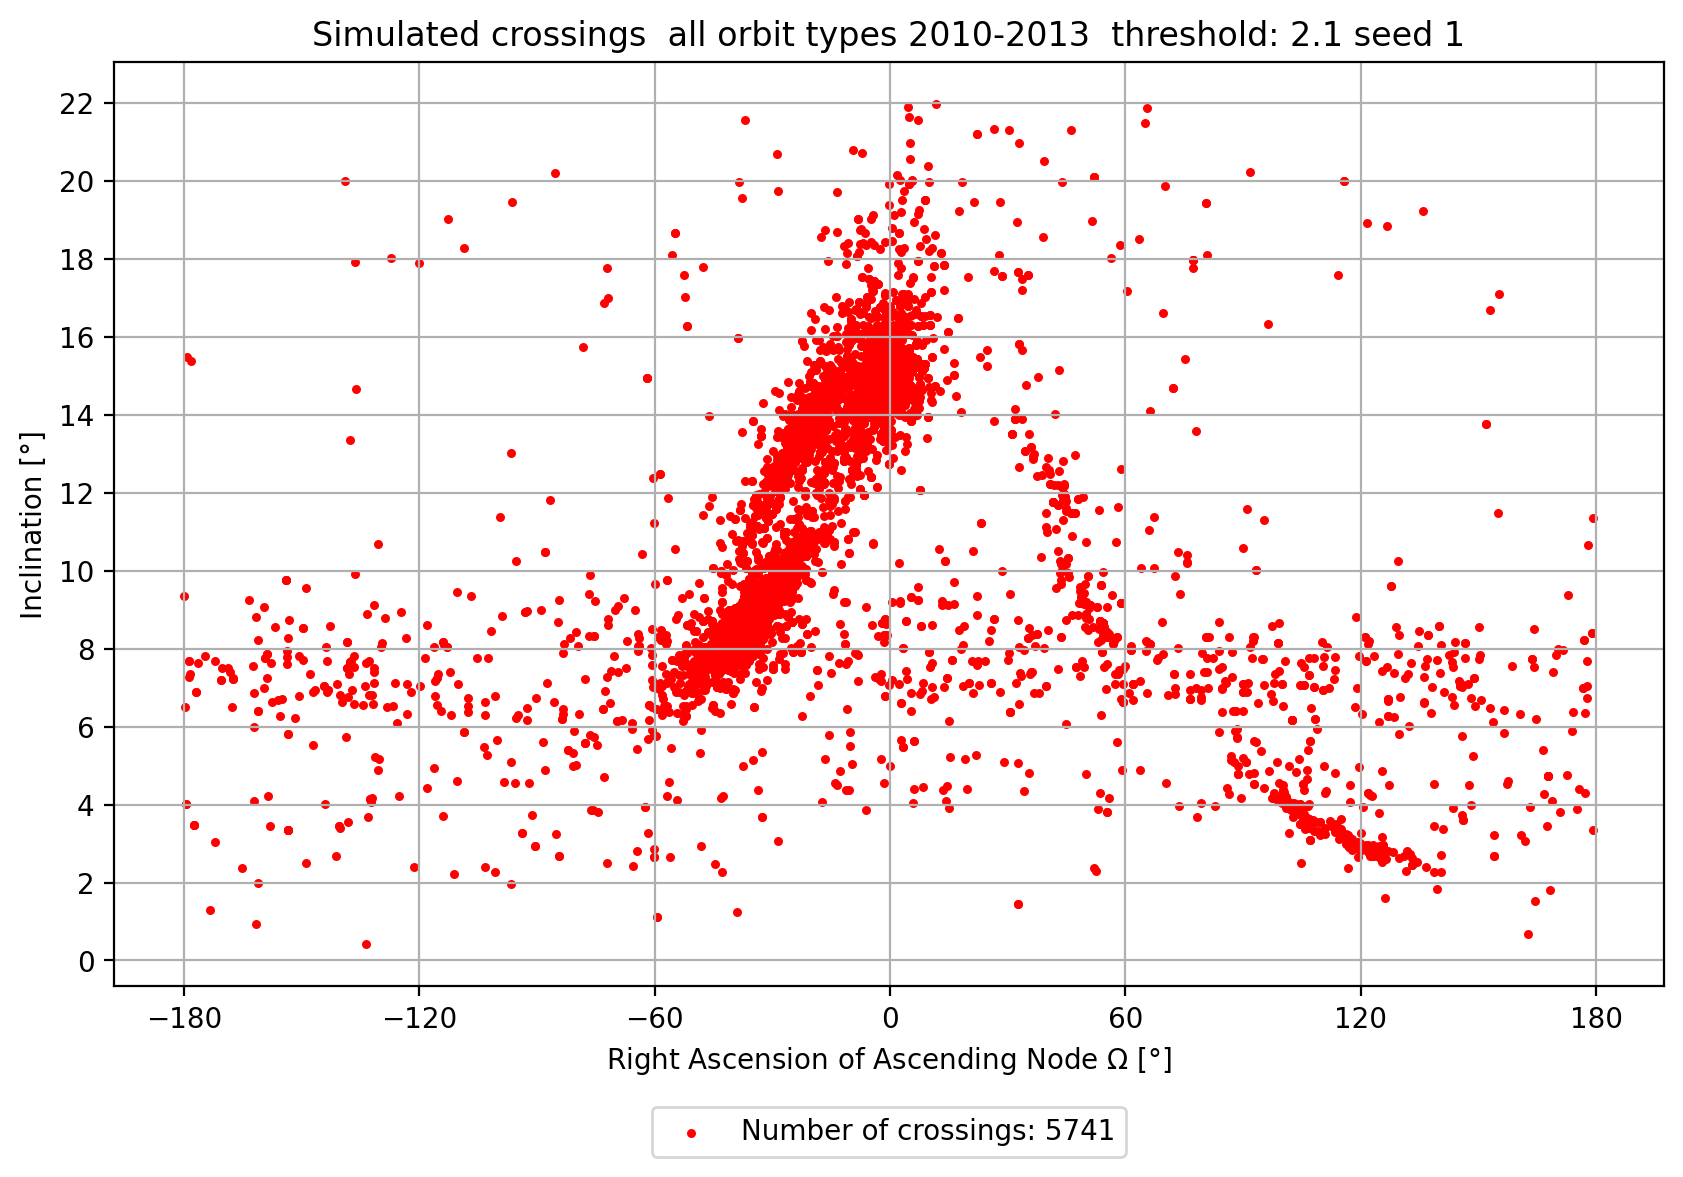 Simulated crossings  all orbit types 2010-2013  threshold: 2.1 seed 1
22
20
18
16
14
12
10
8
6
4
2
0
Inclination [°]
−180 −120 −60 0 60 120 180
Right Ascension of Ascending Node Ω [°]
Number of crossings: 5741